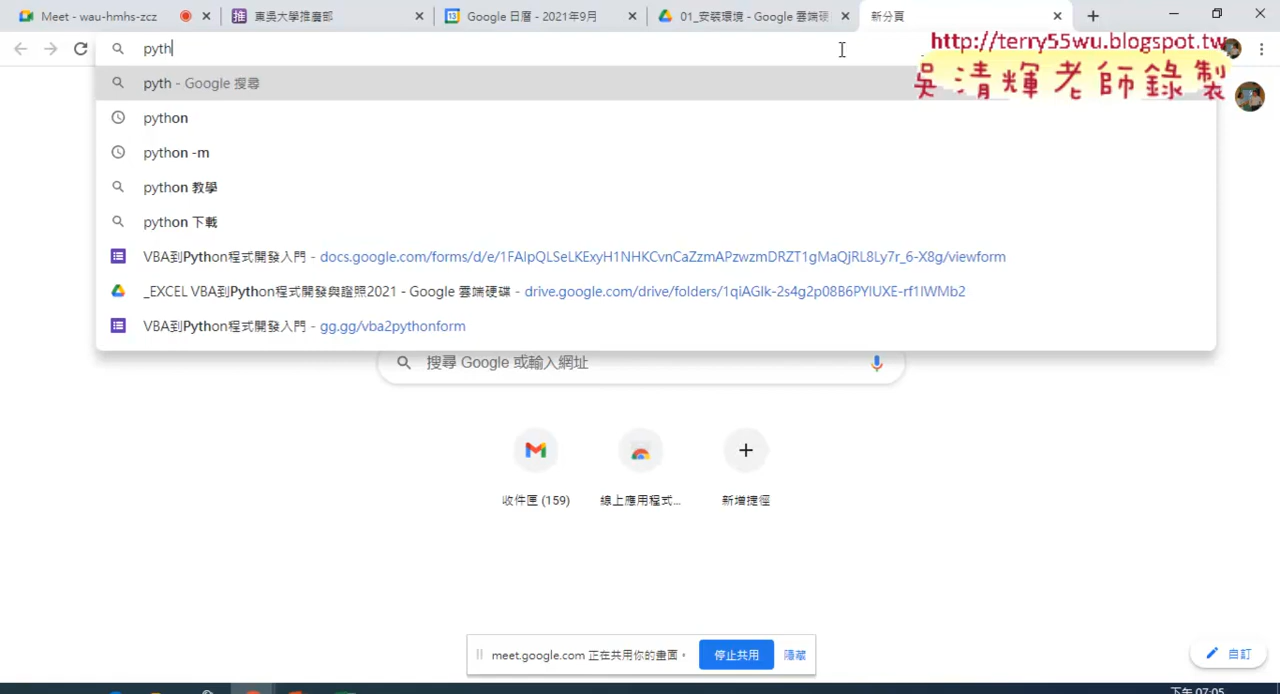 Meet - wau-hmhs-zcz
東吳大學推廣部
Google 日曆 - 2021年9月
01_安裝環境 - Google 雲端硬
新分頁
pyth
http://terry55wu.blogspot.tw
吳清輝老師錄製
pyth - Google 搜尋
python
python -m
python 教學
python 下載
VBA到Python程式開發入門 - docs.google.com/forms/d/e/1FAIpQLSeLKExyH1NHKCvnCaZzmAPzwzmDRZT1gMaQjRL8Ly7r_6-X8g/viewform
_EXCEL VBA到Python程式開發與證照2021 - Google 雲端硬碟 - drive.google.com/drive/folders/1qiAGIk-2s4g2p08B6PYIUXE-rf1IWMb2
VBA到Python程式開發入門 - gg.gg/vba2pythonform
搜尋 Google 或輸入網址
收件匣 (159)
線上應用程式...
新增捷徑
meet.google.com 正在共用你的畫面。
停止共用
隱藏
自訂
下午 07:05